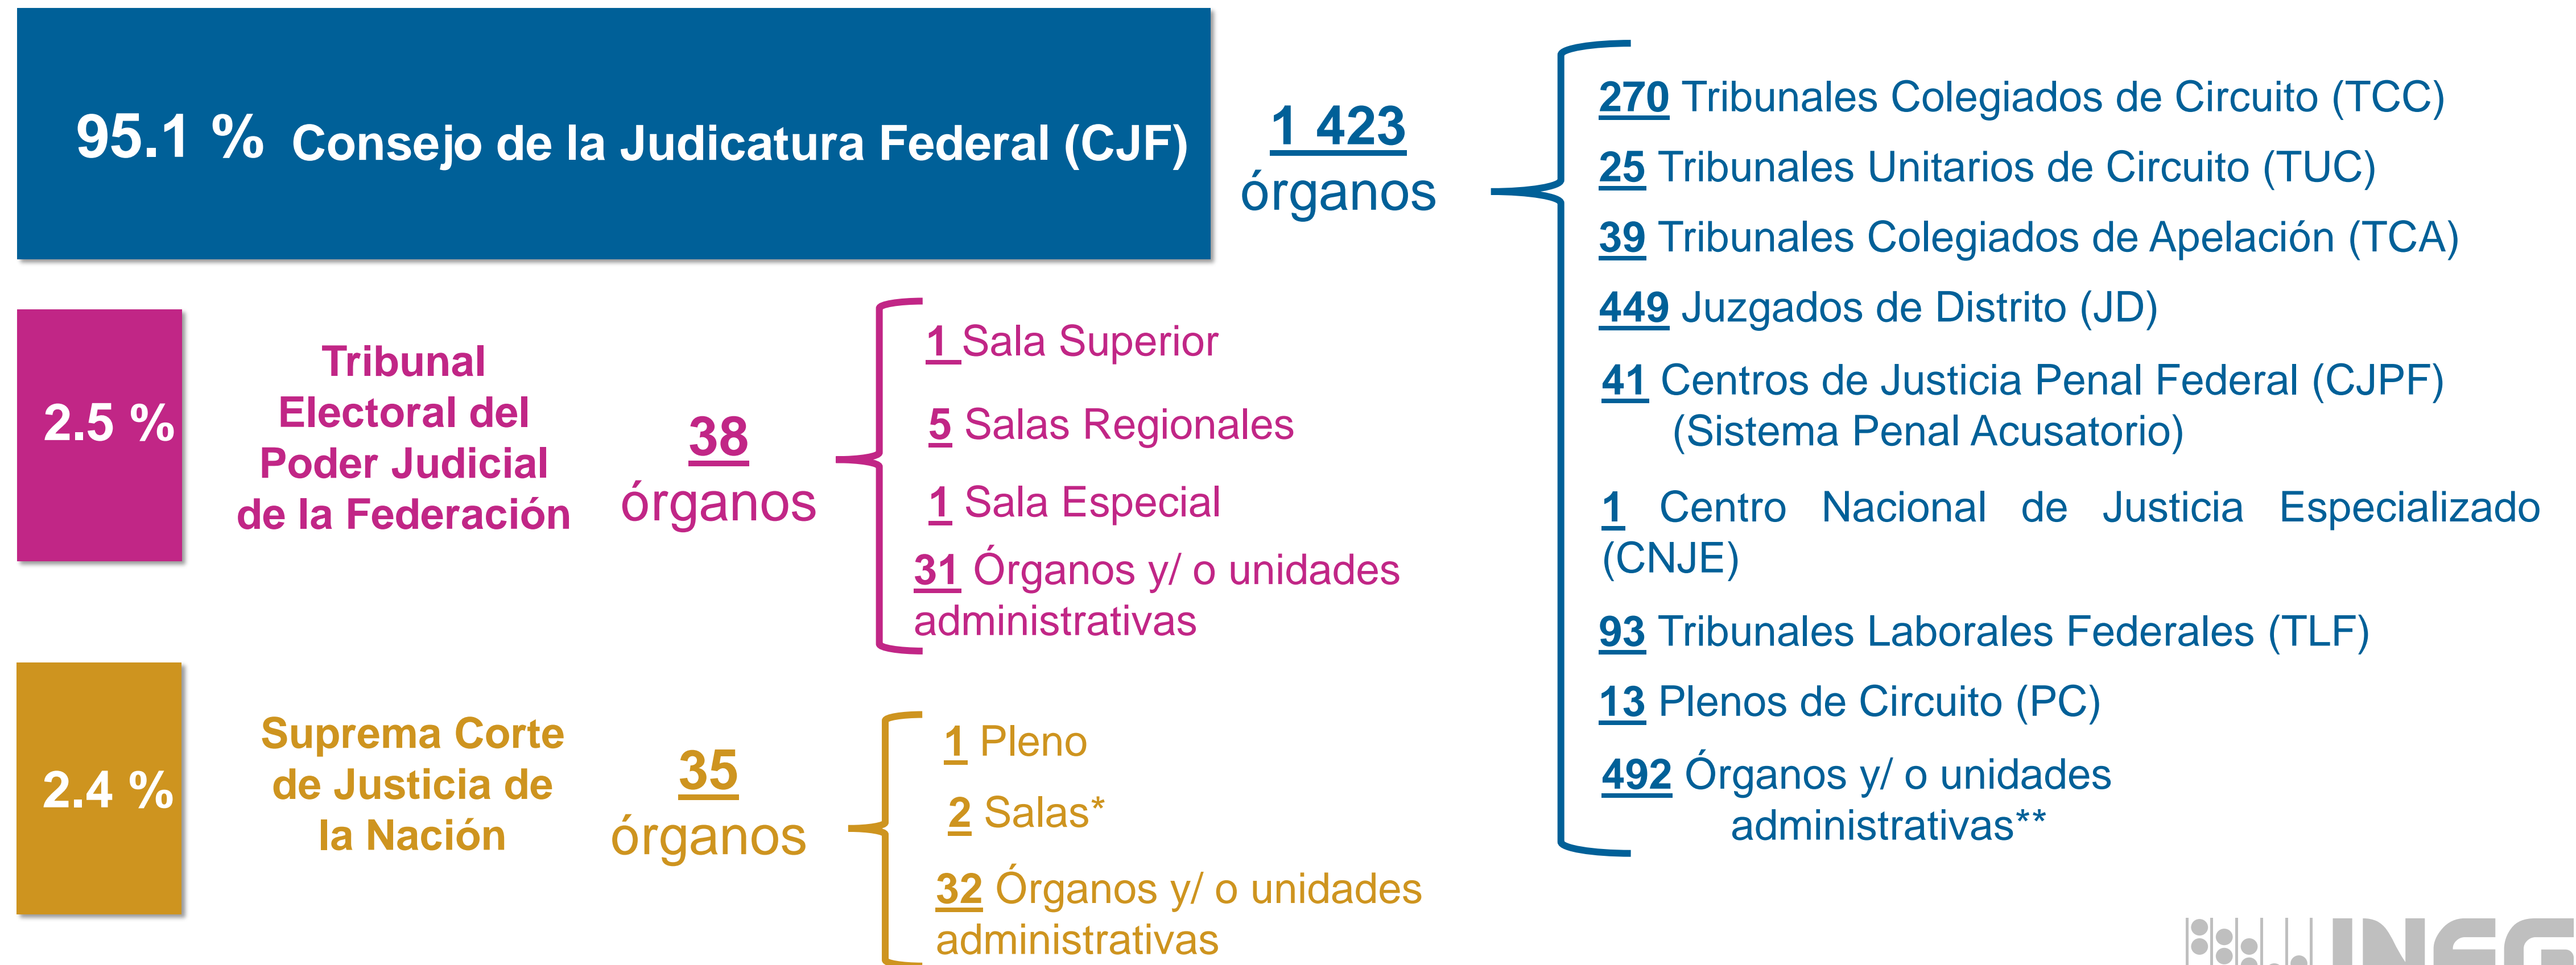 95.1 % Consejo de la Judicatura Federal (CJF)
1 423
órganos
270 Tribunales Colegiados de Circuito (TCC)
25 Tribunales Unitarios de Circuito (TUC)
39 Tribunales Colegiados de Apelación (TCA)
449 Juzgados de Distrito (JD)
41 Centros de Justicia Penal Federal (CJPF)
(Sistema Penal Acusatorio)
1 Centro Nacional de Justicia Especializado
(CNJE)
93 Tribunales Laborales Federales (TLF)
13 Plenos de Circuito (PC)
492 Órganos y/ o unidades
administrativas**
2.5 %
Tribunal
Electoral del
Poder Judicial
de la Federación
38
órganos
1 Sala Superior
5 Salas Regionales
1 Sala Especial
31 Órganos y/ o unidades
administrativas
2.4 %
Suprema Corte
de Justicia de
la Nación
35
órganos
1 Pleno
2 Salas*
32 Órganos y/ o unidades
administrativas
INEG